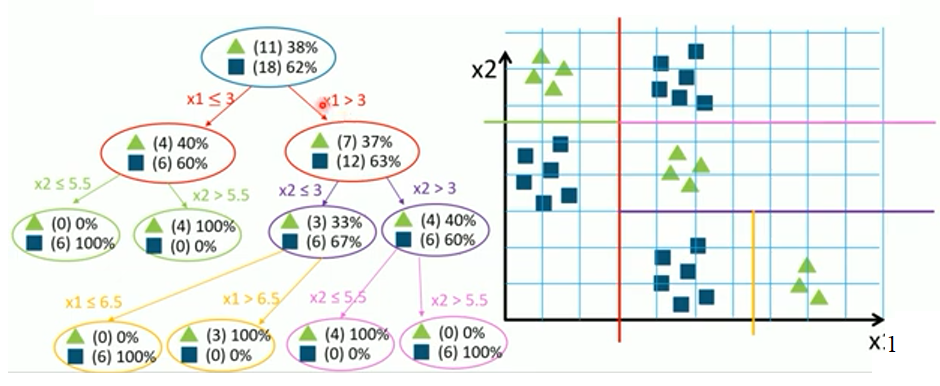 (11) 38%
(18) 62%
x1 ≤ 3
x1 > 3
(4) 40%
(6) 60%
(7) 37%
(12) 63%
x2 ≤ 5.5
x2 > 5.5
x2 ≤ 3
x2 > 3
(0) 0%
(6) 100%
(4) 100%
(0) 0%
(3) 33%
(6) 67%
(4) 40%
(6) 60%
x1 ≤ 6.5
x1 > 6.5
x2 ≤ 5.5
x2 > 5.5
(0) 0%
(6) 100%
(3) 100%
(0) 0%
(4) 100%
(0) 0%
(0) 0%
(6) 100%
x2
x1